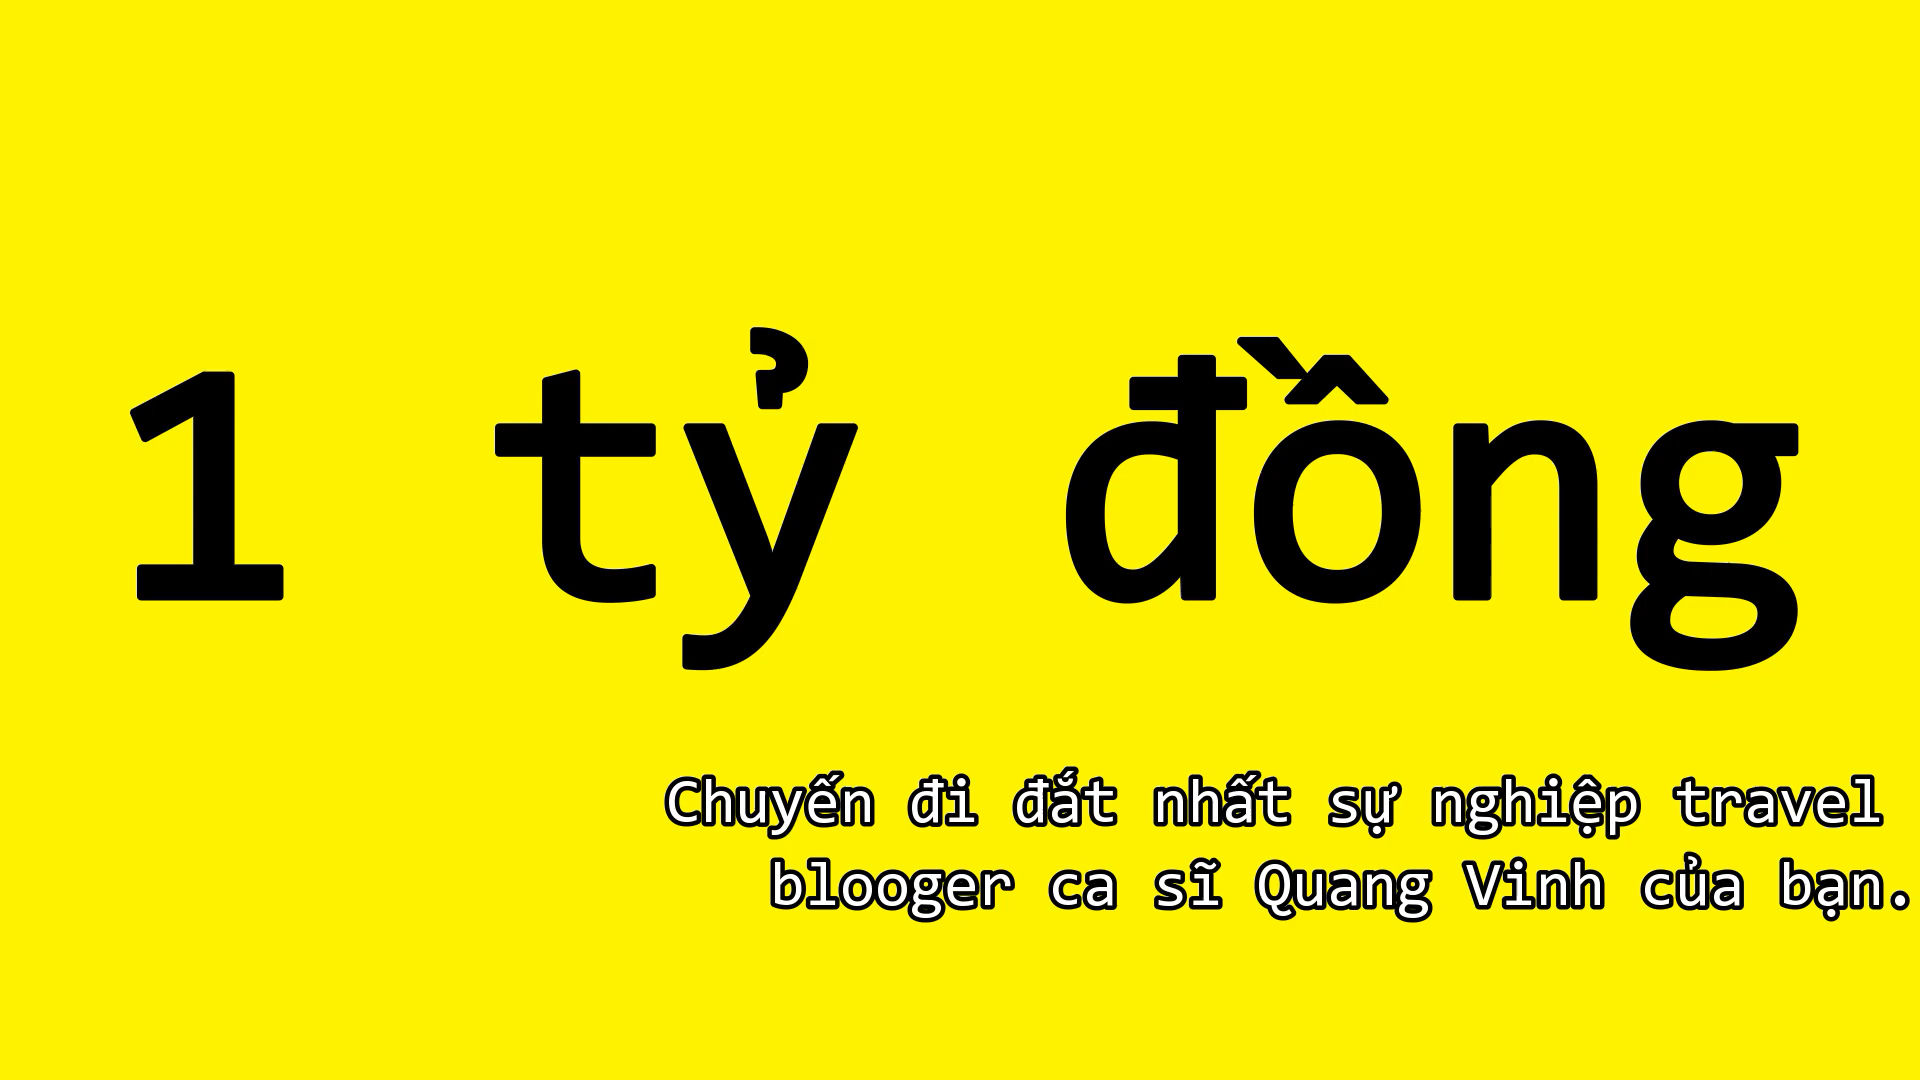 1 tỷ đồng
Chuyến đi đắt nhất sự nghiệp travel
blooger ca sĩ Quang Vinh của bạn.